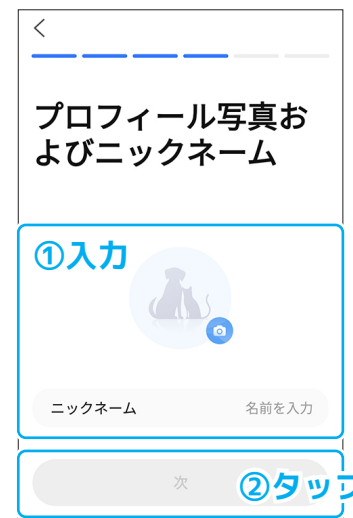 プロフィール写真お
よびニックネーム
①入力
ニックネーム 名前を入力
次
②タップ